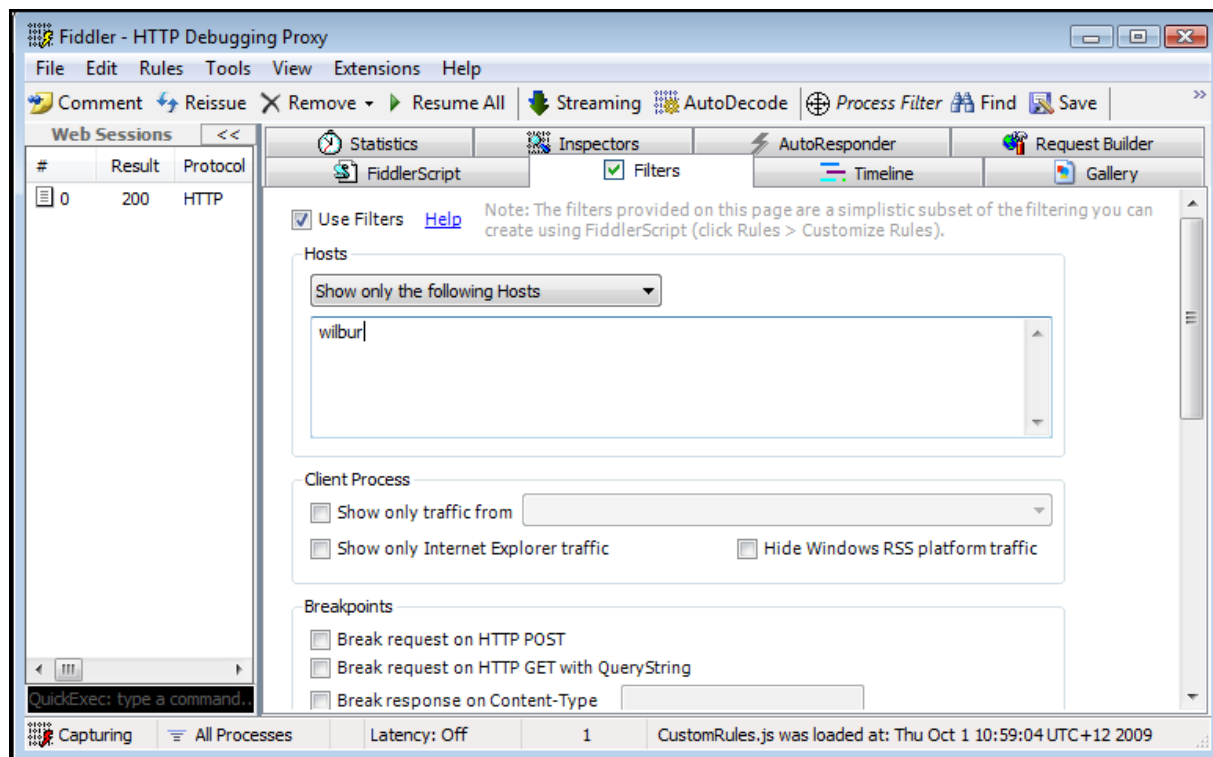 Fiddler - HTTP Debugging Proxy
File Edit Rules Tools View Extensions Help
Comment Reissue Remove Resume All Streaming AutoDecode Process Filter Find Save >>
Web Sessions <<
# Result Protocol
0 200 HTTP
QuickExec: type a command..
Statistics Inspectors AutoResponder Request Builder
FiddlerScript Filters Timeline Gallery
Use Filters Help Note: The filters provided on this page are a simplistic subset of the filtering you can
create using FiddlerScript (click Rules > Customize Rules).
Hosts
Show only the following Hosts
wilbur
Client Process
Show only traffic from
Show only Internet Explorer traffic Hide Windows RSS platform traffic
Breakpoints
Break request on HTTP POST
Break request on HTTP GET with QueryString
Break response on Content-Type
Capturing All Processes Latency: Off 1 CustomRules.js was loaded at: Thu Oct 1 10:59:04 UTC+12 2009